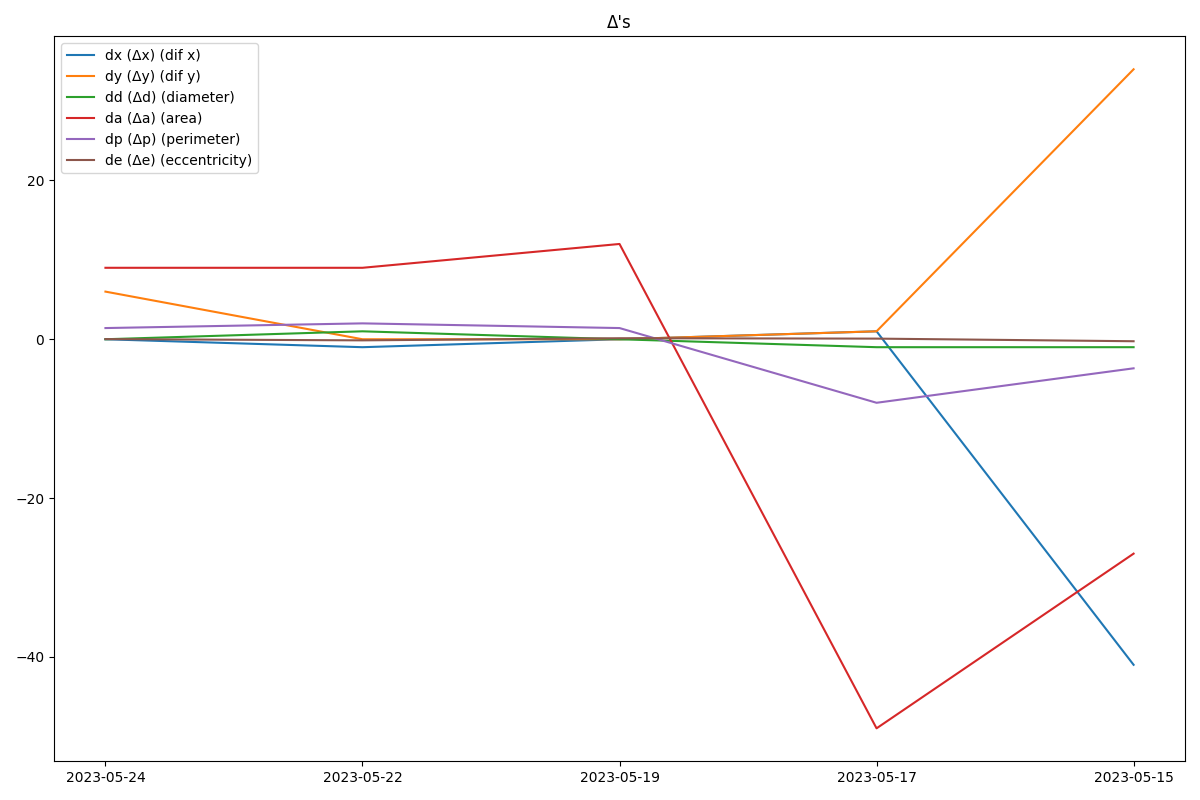 Δ's
dx (Δx) (dif x)
dy (Δy) (dif y)
dd (Δd) (diameter)
da (Δa) (area)
dp (Δp) (perimeter)
de (Δe) (eccentricity)
20
0
−20
−40
2023-05-24
2023-05-22
2023-05-19
2023-05-17
2023-05-15